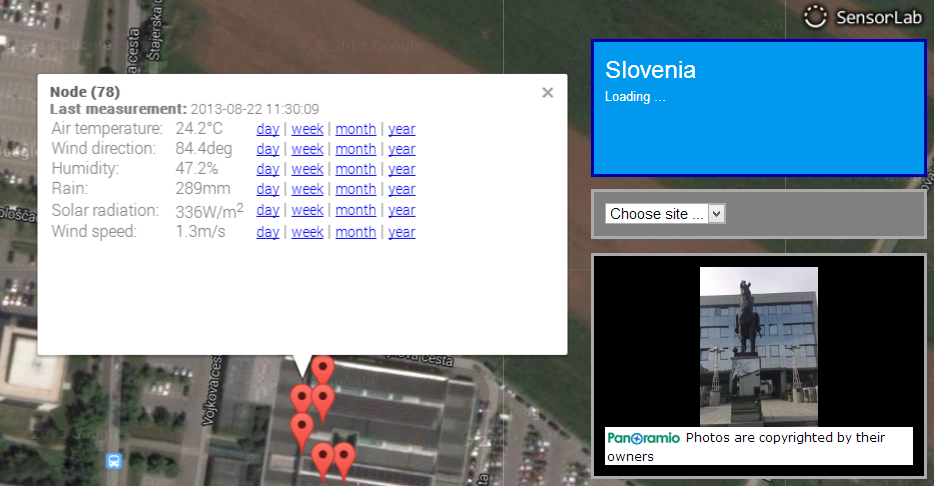 SensorLab
Štajerska c
cesta
2013 Google
Slovenia
Loading ...
Node (78)
Last measurement: 2013-08-22 11:30:09
Air temperature: 24.2°C day | week | month | year
Wind direction: 84.4deg day | week | month | year
Humidity: 47.2% day | week | month | year
Rain: 289mm day | week | month | year
Solar radiation: 336W/m² day | week | month | year
Wind speed: 1.3m/s day | week | month | year
Choose site ...
Vojkova cesta
cesta
Panoramio Photos are copyrighted by their
owners